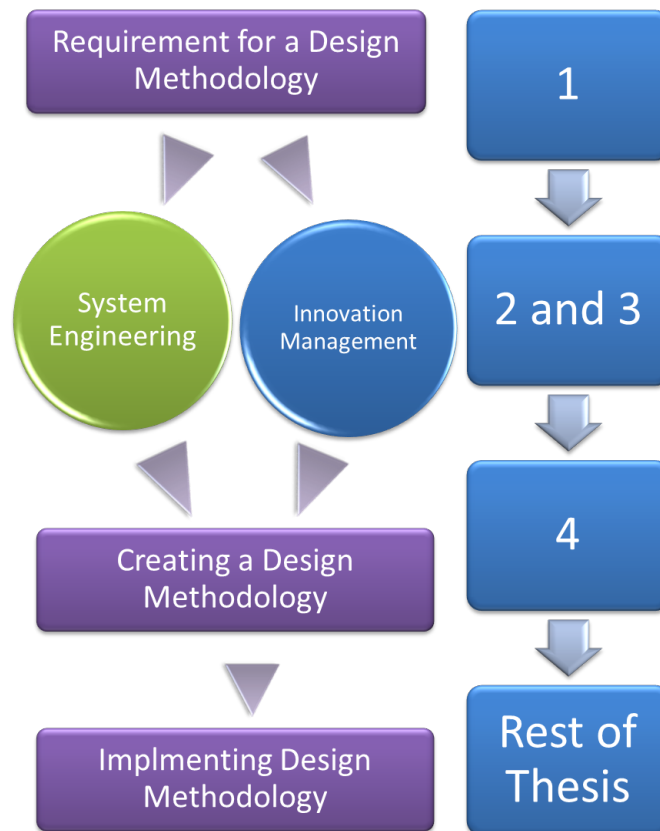 Requirement for a Design
Methodology
1
System
Engineering
Innovation
Management
2 and 3
Creating a Design
Methodology
4
Implmenting Design
Methodology
Rest of
Thesis